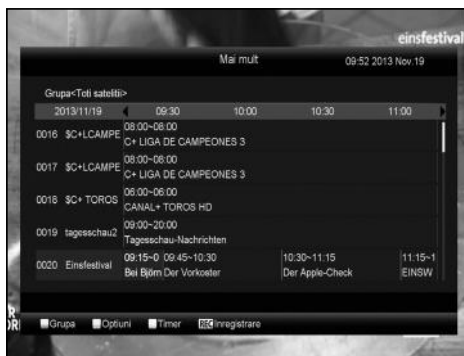 einsfestival
Mai mult 09:52 2013 Nov.19
Grupa<Toti satelitii>
2013/11/19 09:30 10:00 10:30 11:00
0016 $C+LCAMPE 08:00~08:00
C+ LIGA DE CAMPEONES 3
0017 $C+LCAMPE 08:00~08:00
C+ LIGA DE CAMPEONES 3
0018 $C+ TOROS 06:00~06:00
CANAL+ TOROS HD
0019 tagesschau2 09:00~20:00
Tagesschau-Nachrichten
0020 Einsfestival 09:15~0 09:45~10:30 10:30~11:15 11:15~1
Bei Björn Der Vorkoster Der Apple-Check EINSW
Grupa Optiuni Timer REC Inregistrare